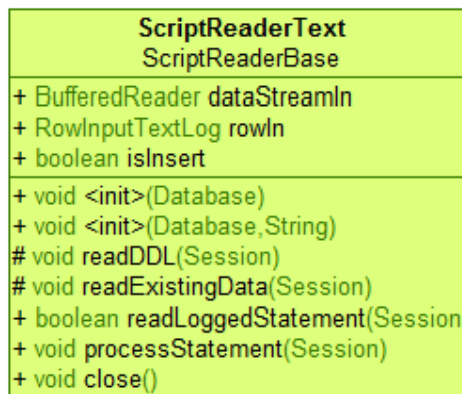 ScriptReaderText
ScriptReaderBase
+ BufferedReader dataStreamIn
+ RowInputTextLog rowIn
+ boolean isInsert
+ void <init>(Database)
+ void <init>(Database,String)
# void readDDL(Session)
# void readExistingData(Session)
+ boolean readLoggedStatement(Session
+ void processStatement(Session)
+ void close()